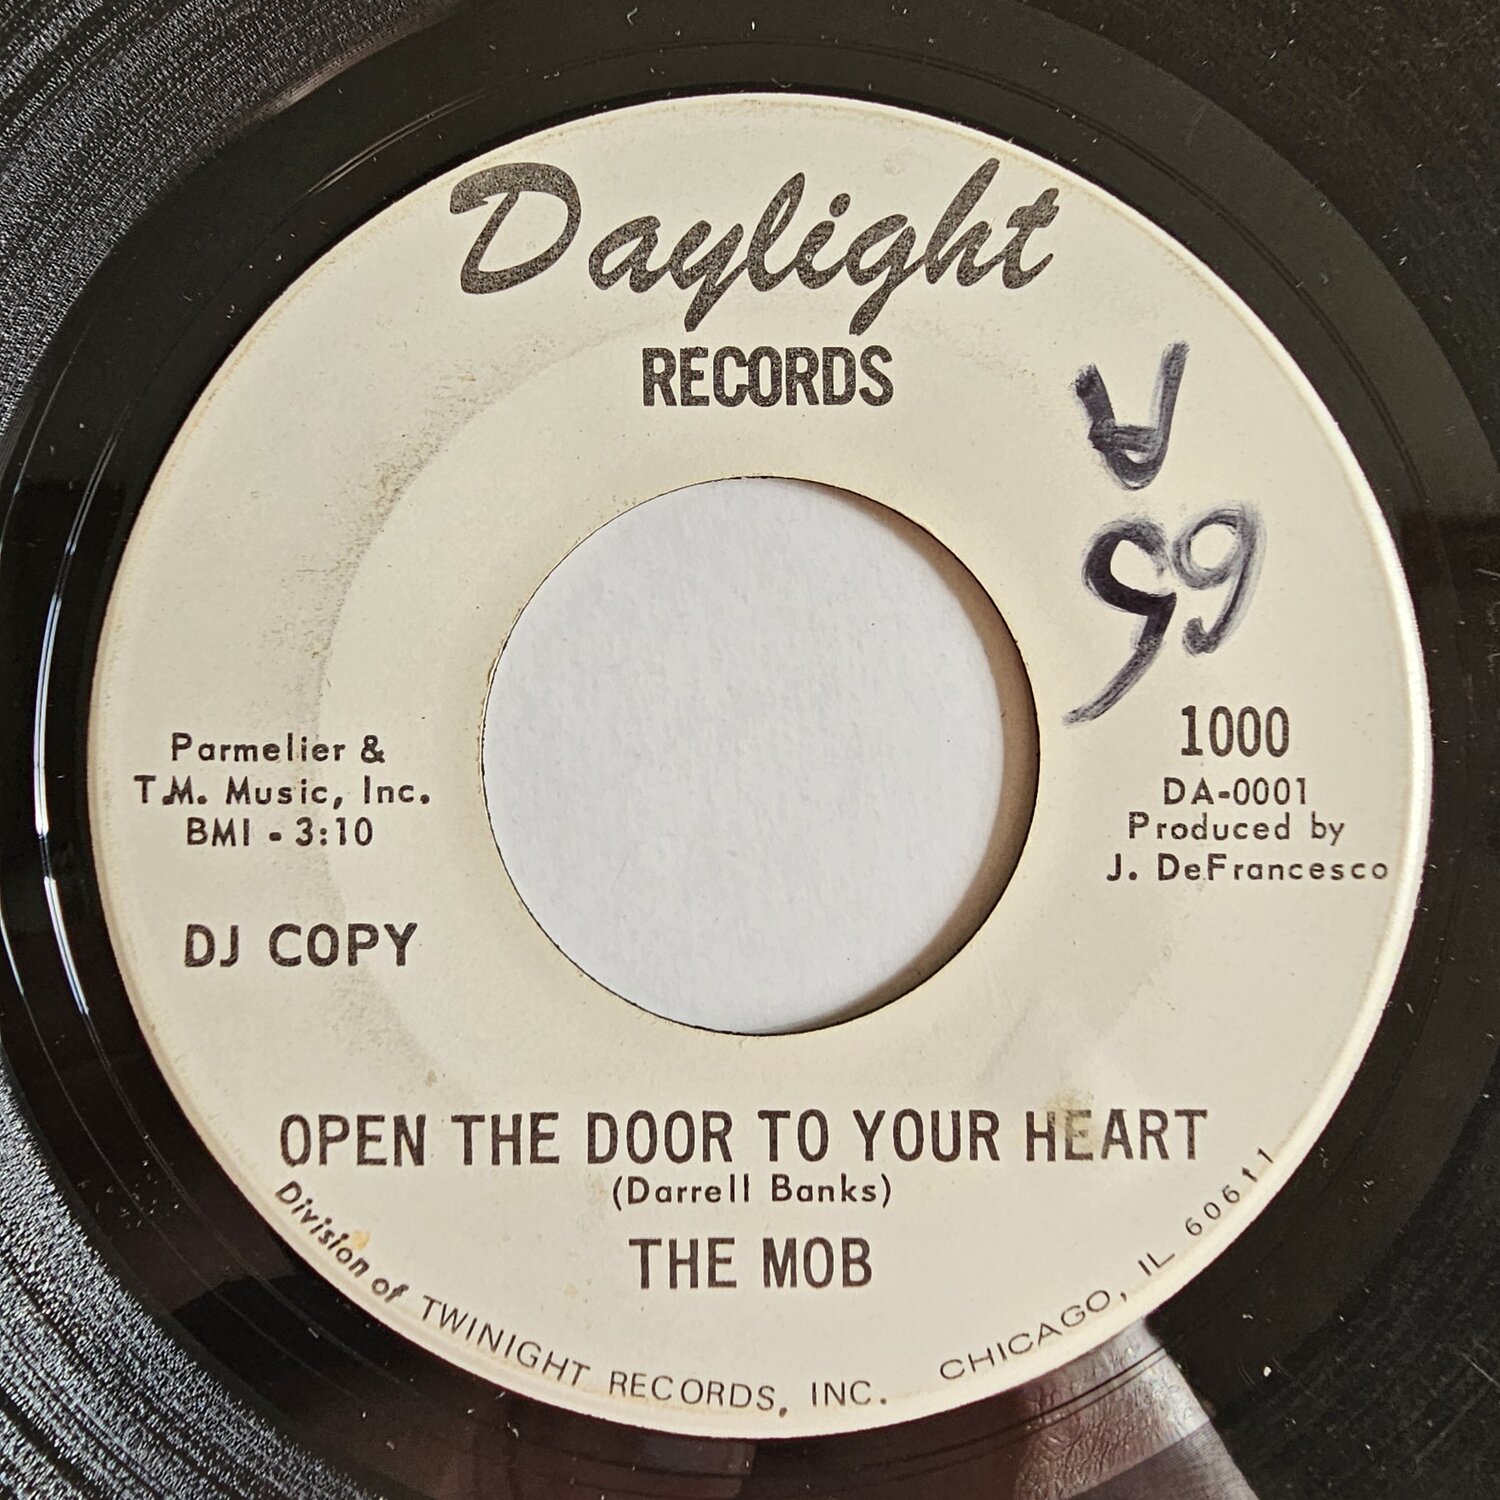 Daylight
RECORDS
Parmelier &
T.M. Music, Inc.
BMI - 3:10
DJ COPY
1000
DA-0001
Produced by
J. DeFrancesco
OPEN THE DOOR TO YOUR HEART
(Darrell Banks)
THE MOB
Division of TWINIGHT RECORDS, INC. CHICAGO, IL 60611